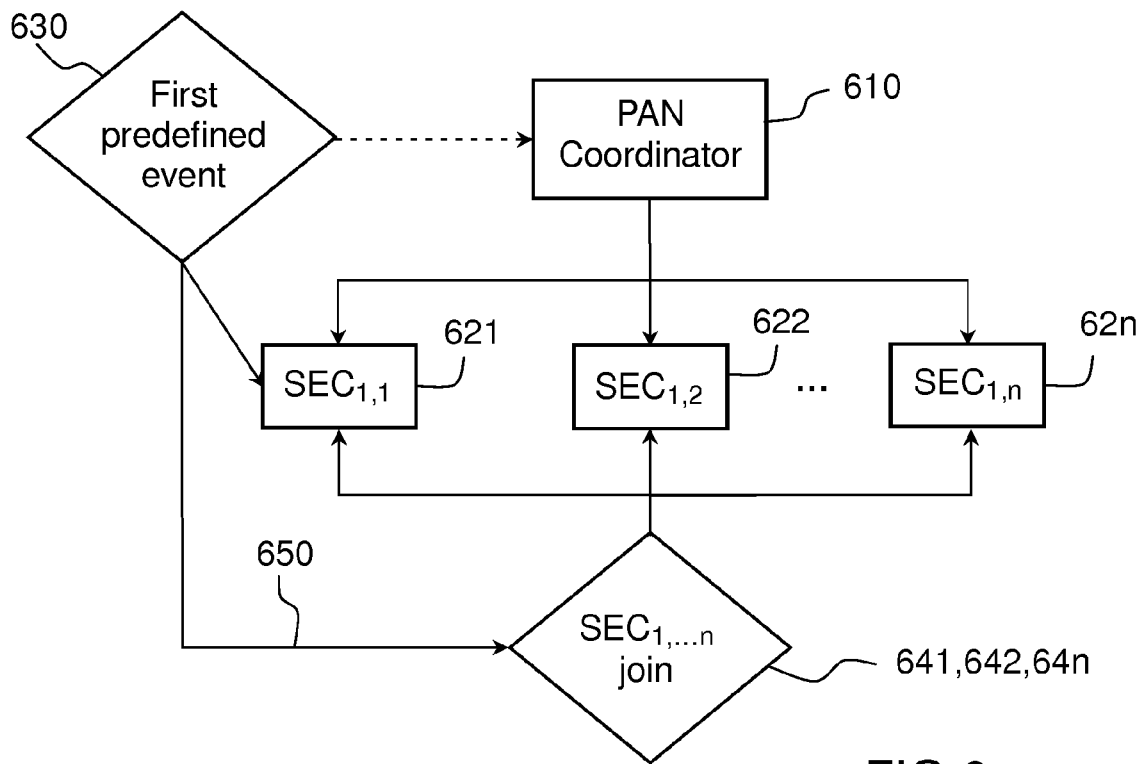 630
First
predefined
event
PAN
Coordinator
610
621
622
62n
SEC1,1
SEC1,2
...
SEC1,n
650
SEC1,...n
join
641,642,64n